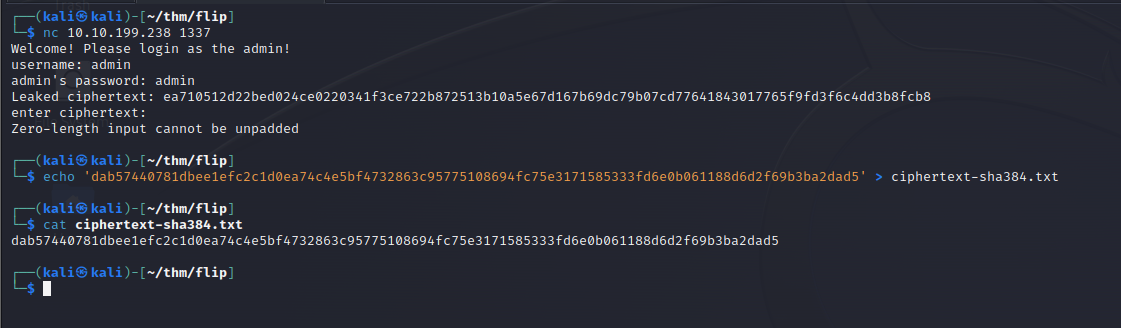 ┌──(kali㉿kali)-[~/thm/flip]
└─$ nc 10.10.199.238 1337
Welcome! Please login as the admin!
username: admin
admin's password: admin
Leaked ciphertext: ea710512d22bed024ce0220341f3ce722b872513b10a5e67d167b69dc79b07cd77641843017765f9fd3f6c4dd3b8fcb8
enter ciphertext:
Zero-length input cannot be unpadded
┌──(kali㉿kali)-[~/thm/flip]
└─$ echo 'dab57440781dbee1efc2c1d0ea74c4e5bf4732863c95775108694fc75e3171585333fd6e0b061188d6d2f69b3ba2dad5' > ciphertext-sha384.txt
┌──(kali㉿kali)-[~/thm/flip]
└─$ cat ciphertext-sha384.txt
dab57440781dbee1efc2c1d0ea74c4e5bf4732863c95775108694fc75e3171585333fd6e0b061188d6d2f69b3ba2dad5
┌──(kali㉿kali)-[~/thm/flip]
└─$